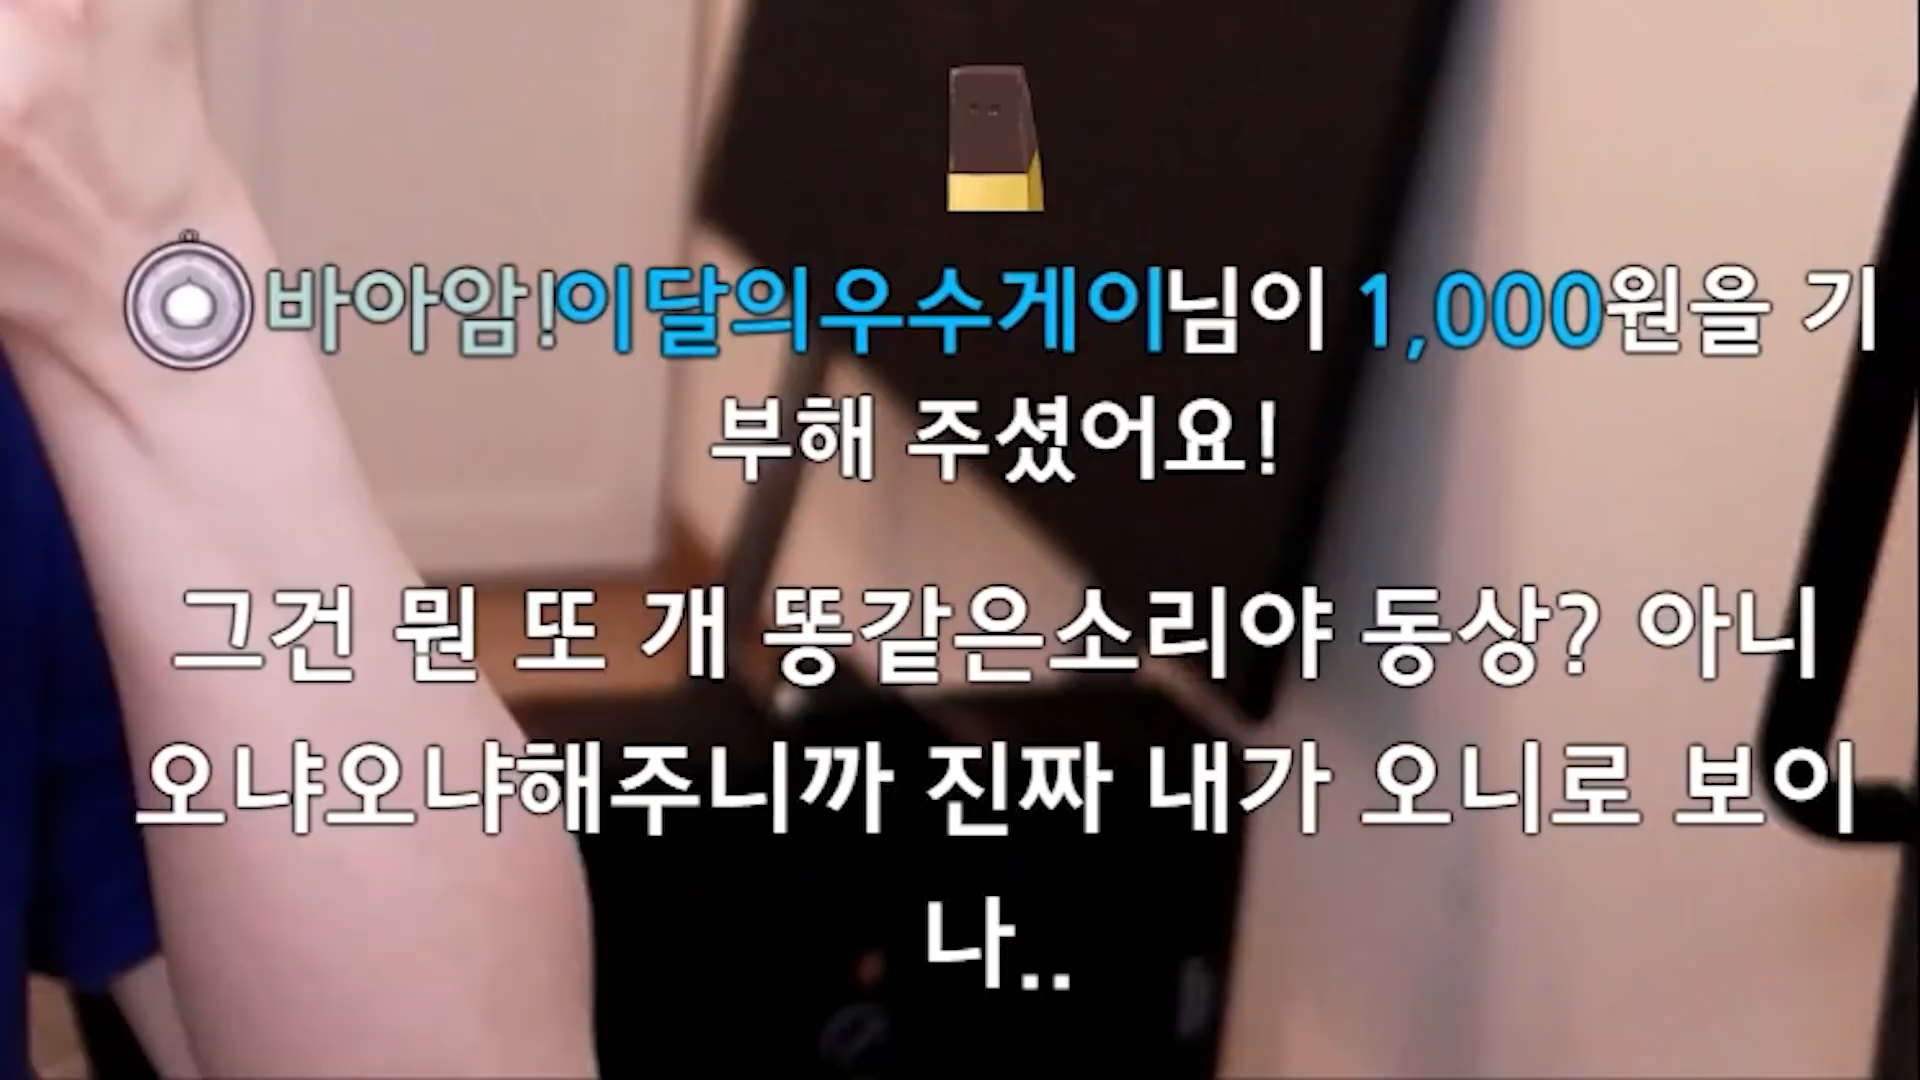 바아암!이달의우수게이님이 1,000원을 기
부해 주셨어요!
그건 뭔 또 개 똥같은소리야 동상? 아니
오냐오냐해주니까 진짜 내가 오니로 보이
나..